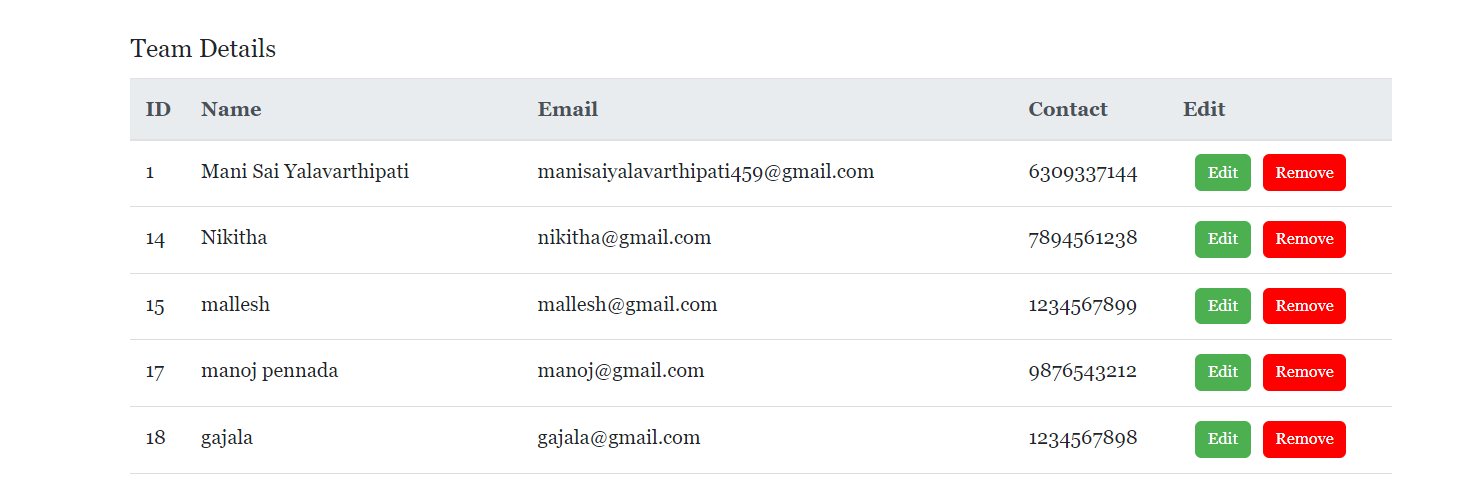 Team Details
ID Name Email Contact Edit
1 Mani Sai Yalavarthipati manisaiyalavarthipati459@gmail.com 6309337144 Edit Remove
14 Nikitha nikitha@gmail.com 7894561238 Edit Remove
15 mallesh mallesh@gmail.com 1234567899 Edit Remove
17 manoj pennada manoj@gmail.com 9876543212 Edit Remove
18 gajala gajala@gmail.com 1234567898 Edit Remove